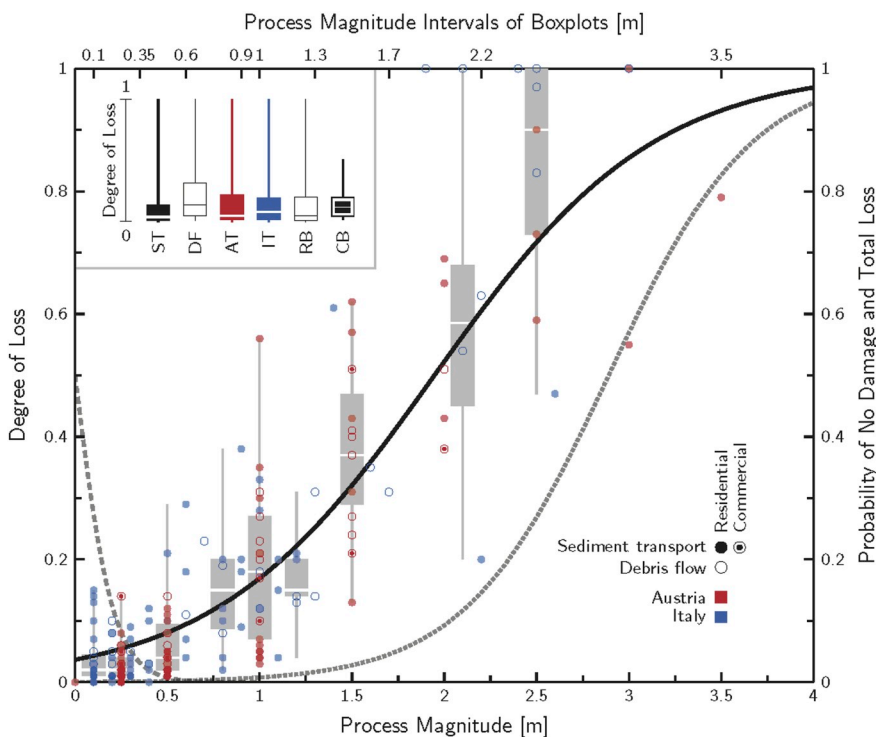 Process Magnitude Intervals of Boxplots [m]
0.1 0.35 0.6 0.9 1 1.3 1.7 2.2 3.5
1 1
1
Degree of Loss
0
ST DF AT IT RB CB
0.8 0.8
0.6 0.6
Degree of Loss
Probability of No Damage and Total Loss
0.4 0.4
Residential
Commercial
Sediment transport
Debris flow
0.2 0.2
Austria
Italy
0 0
0 0.5 1 1.5 2 2.5 3 3.5 4
Process Magnitude [m]